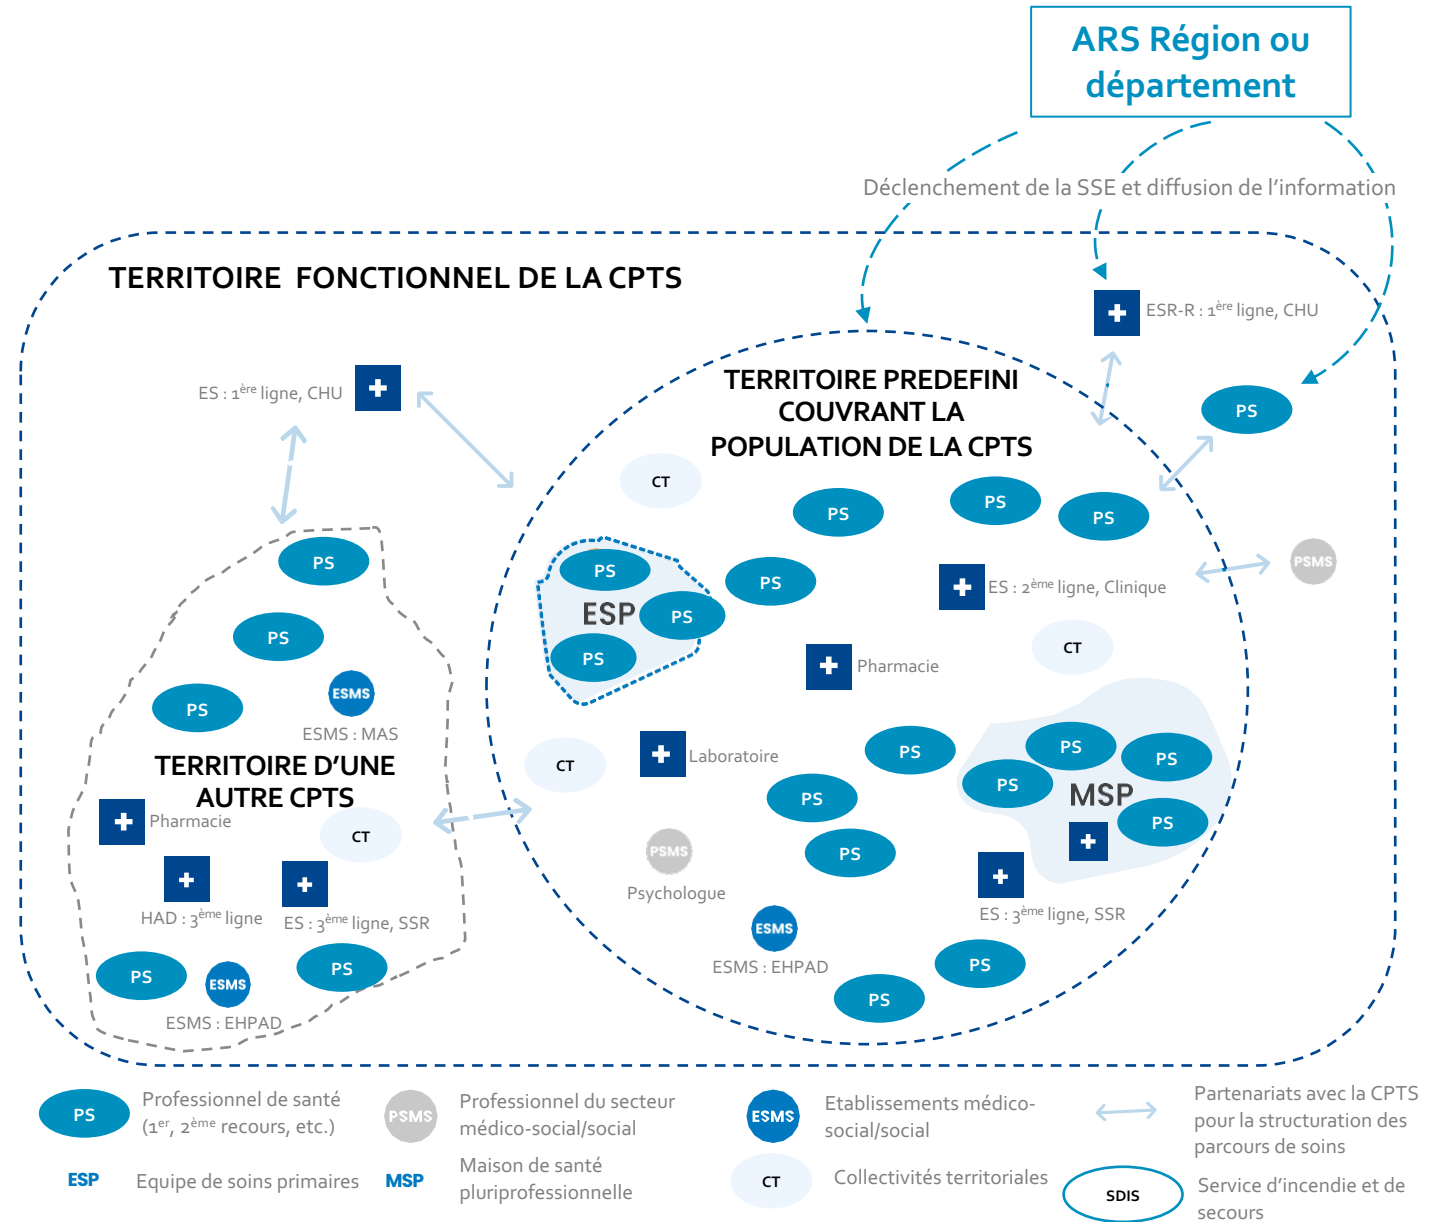 ARS Région ou
département
Déclenchement de la SSE et diffusion de l'information
TERRITOIRE FONCTIONNEL DE LA CPTS
ESR-R : 1ère ligne, CHU
ES : 1ère ligne, CHU
TERRITOIRE PREDEFINI
COUVRANT LA
POPULATION DE LA CPTS
PS
CT
PS
PS
PS
PS
PS
PS
ESP
PS
PS
PS
ES : 2ème ligne, Clinique
PSMS
CT
Pharmacie
PS
PS
PS
ESMS
ESMS : MAS
TERRITOIRE D'UNE
AUTRE CPTS
Pharmacie
CT
HAD : 3ème ligne
ES : 3ème ligne, SSR
PS
PS
ESMS
ESMS : EHPAD
CT
Laboratoire
PS
PS
PS
PS
PS
MSP
PS
PS
PS
PSMS
Psychologue
ES : 3ème ligne, SSR
ESMS
ESMS : EHPAD
PS
PS
PS
Professionnel de santé
(1er, 2ème recours, etc.)
PSMS
Professionnel du secteur
médico-social/social
ESMS
Etablissements médico-
social/social
Partenariats avec la CPTS
pour la structuration des
parcours de soins
ESP
Equipe de soins primaires
MSP
Maison de santé
pluriprofessionnelle
CT
Collectivités territoriales
SDIS
Service d'incendie et de
secours